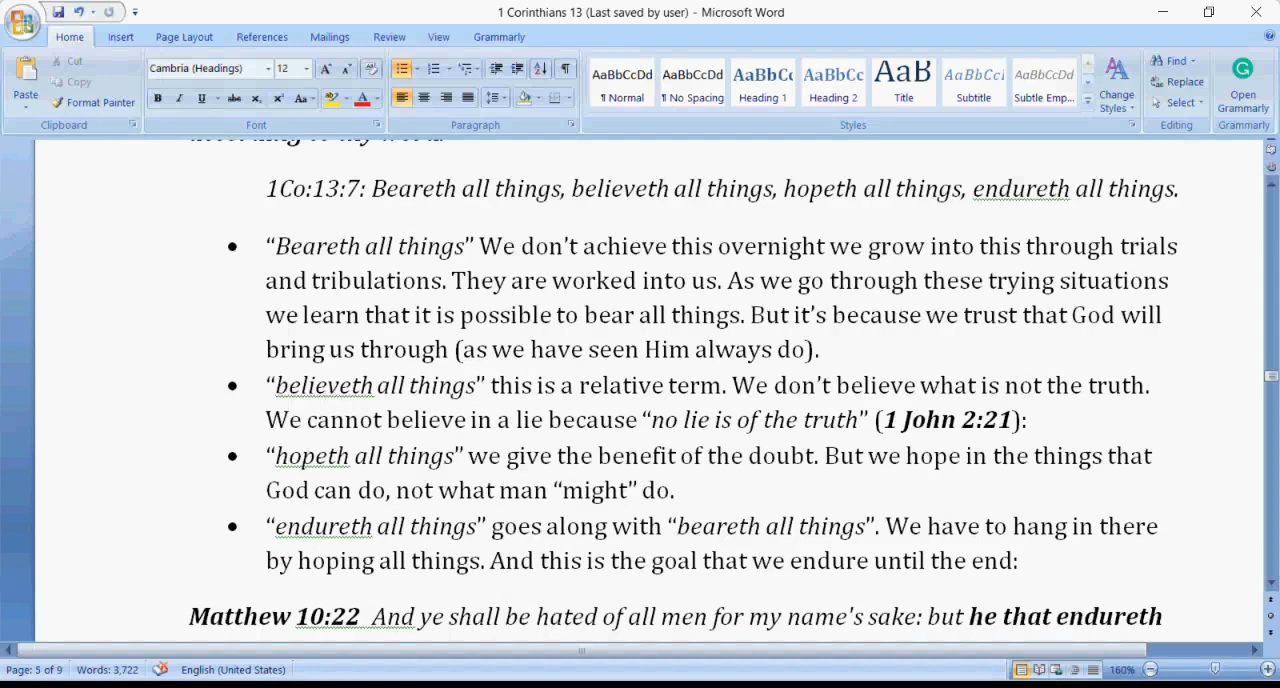 1 Corinthians 13 (Last saved by user) - Microsoft Word
Home Insert Page Layout References Mailings Review View Grammarly
Paste Cut Copy Format Painter Clipboard
Cambria (Headings) 12
B I U abc x₂ x² Aa A
Font
Paragraph
AaBbCcDd AaBbCcDd AaBbCc AaBbCc AaB AaBbCcl AaBbCcDd
¶ Normal ¶ No Spacing Heading 1 Heading 2 Title Subtitle Subtle Emp...
Change Styles
Styles
Find Replace Select Editing
Open Grammarly Grammarly
1Co:13:7: Beareth all things, believeth all things, hopeth all things, endureth all things.
• “Beareth all things” We don’t achieve this overnight we grow into this through trials
and tribulations. They are worked into us. As we go through these trying situations
we learn that it is possible to bear all things. But it’s because we trust that God will
bring us through (as we have seen Him always do).
• “believeth all things” this is a relative term. We don’t believe what is not the truth.
We cannot believe in a lie because “no lie is of the truth” (1 John 2:21):
• “hopeth all things” we give the benefit of the doubt. But we hope in the things that
God can do, not what man “might” do.
• “endureth all things” goes along with “beareth all things”. We have to hang in there
by hoping all things. And this is the goal that we endure until the end:
Matthew 10:22 And ye shall be hated of all men for my name's sake: but he that endureth
Page: 5 of 9 Words: 3,722 English (United States) 160%